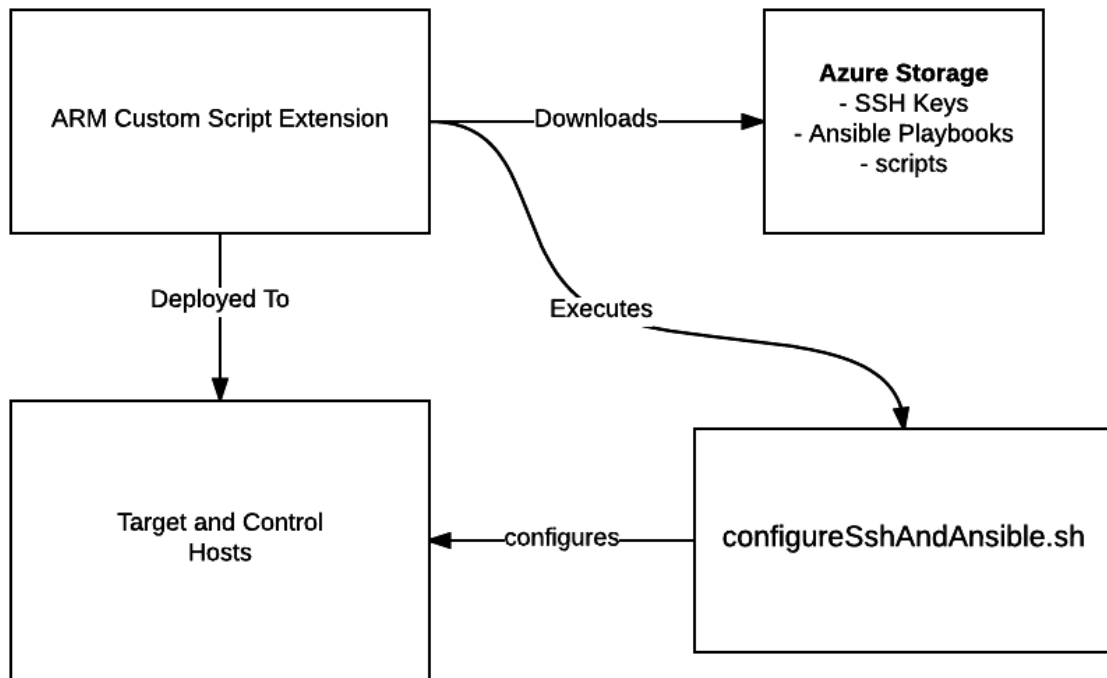 ARM Custom Script Extension
Downloads
Azure Storage
- SSH Keys
- Ansible Playbooks
- scripts
Deployed To
Executes
Target and Control
Hosts
configures
configureSshAndAnsible.sh